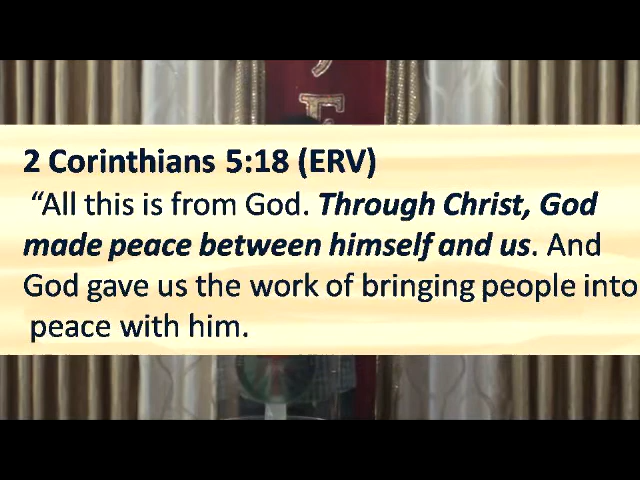 2 Corinthians 5:18 (ERV)
“All this is from God. Through Christ, God
made peace between himself and us. And
God gave us the work of bringing people into
peace with him.